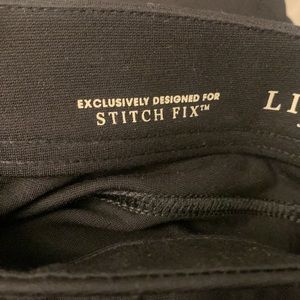 EXCLUSIVELY DESIGNED FOR
STITCH FIX™